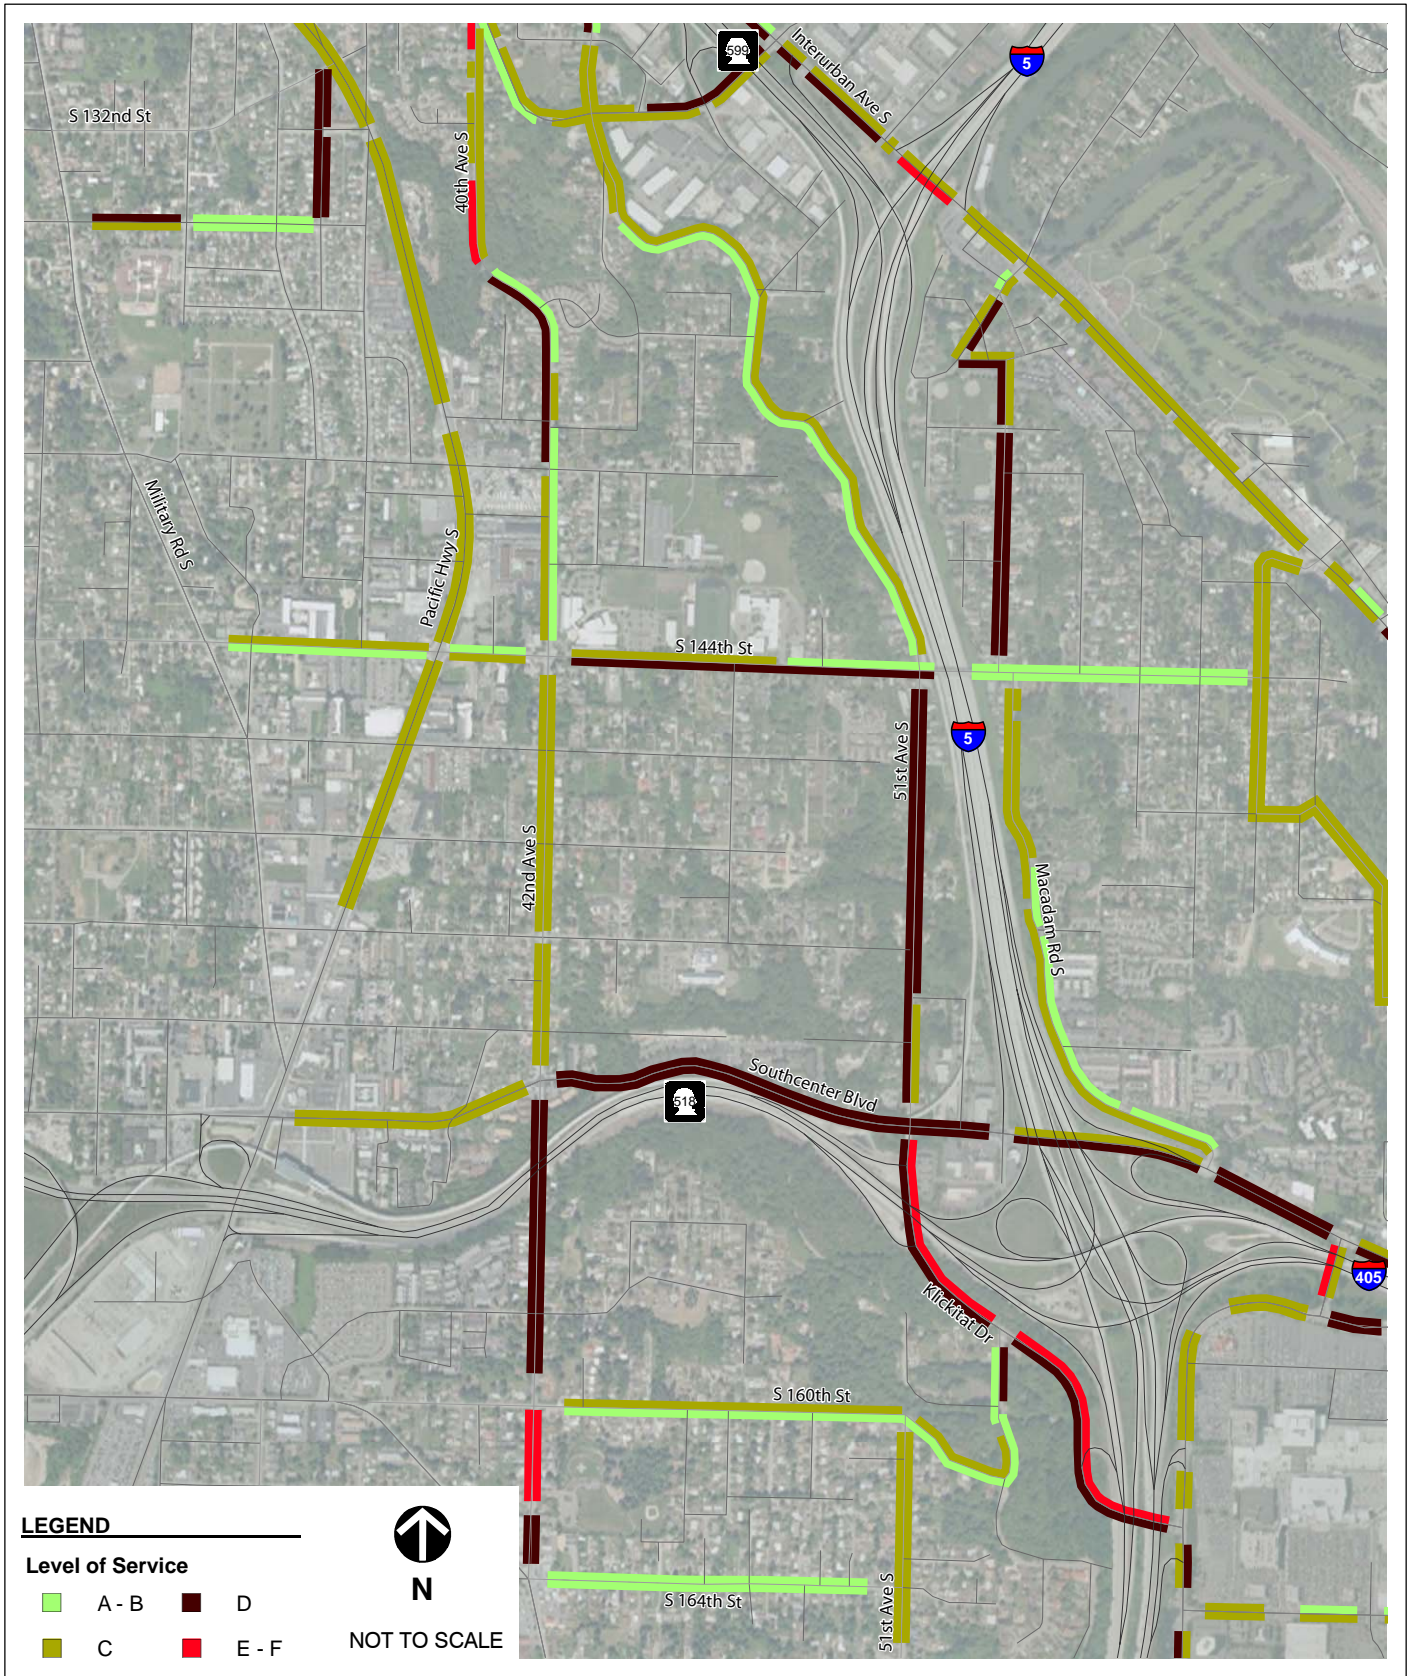 599
Interurban Ave S
5
S 132nd St
40th Ave S
Military Rd S
Pacific Hwy S
S 144th St
51st Ave S
5
42nd Ave S
Macadam Rd S
Southcenter Blvd
518
405
Klickitat Dr
S 160th St
S 164th St
51st Ave S
LEGEND
Level of Service
A - B
D
C
E - F
N
NOT TO SCALE